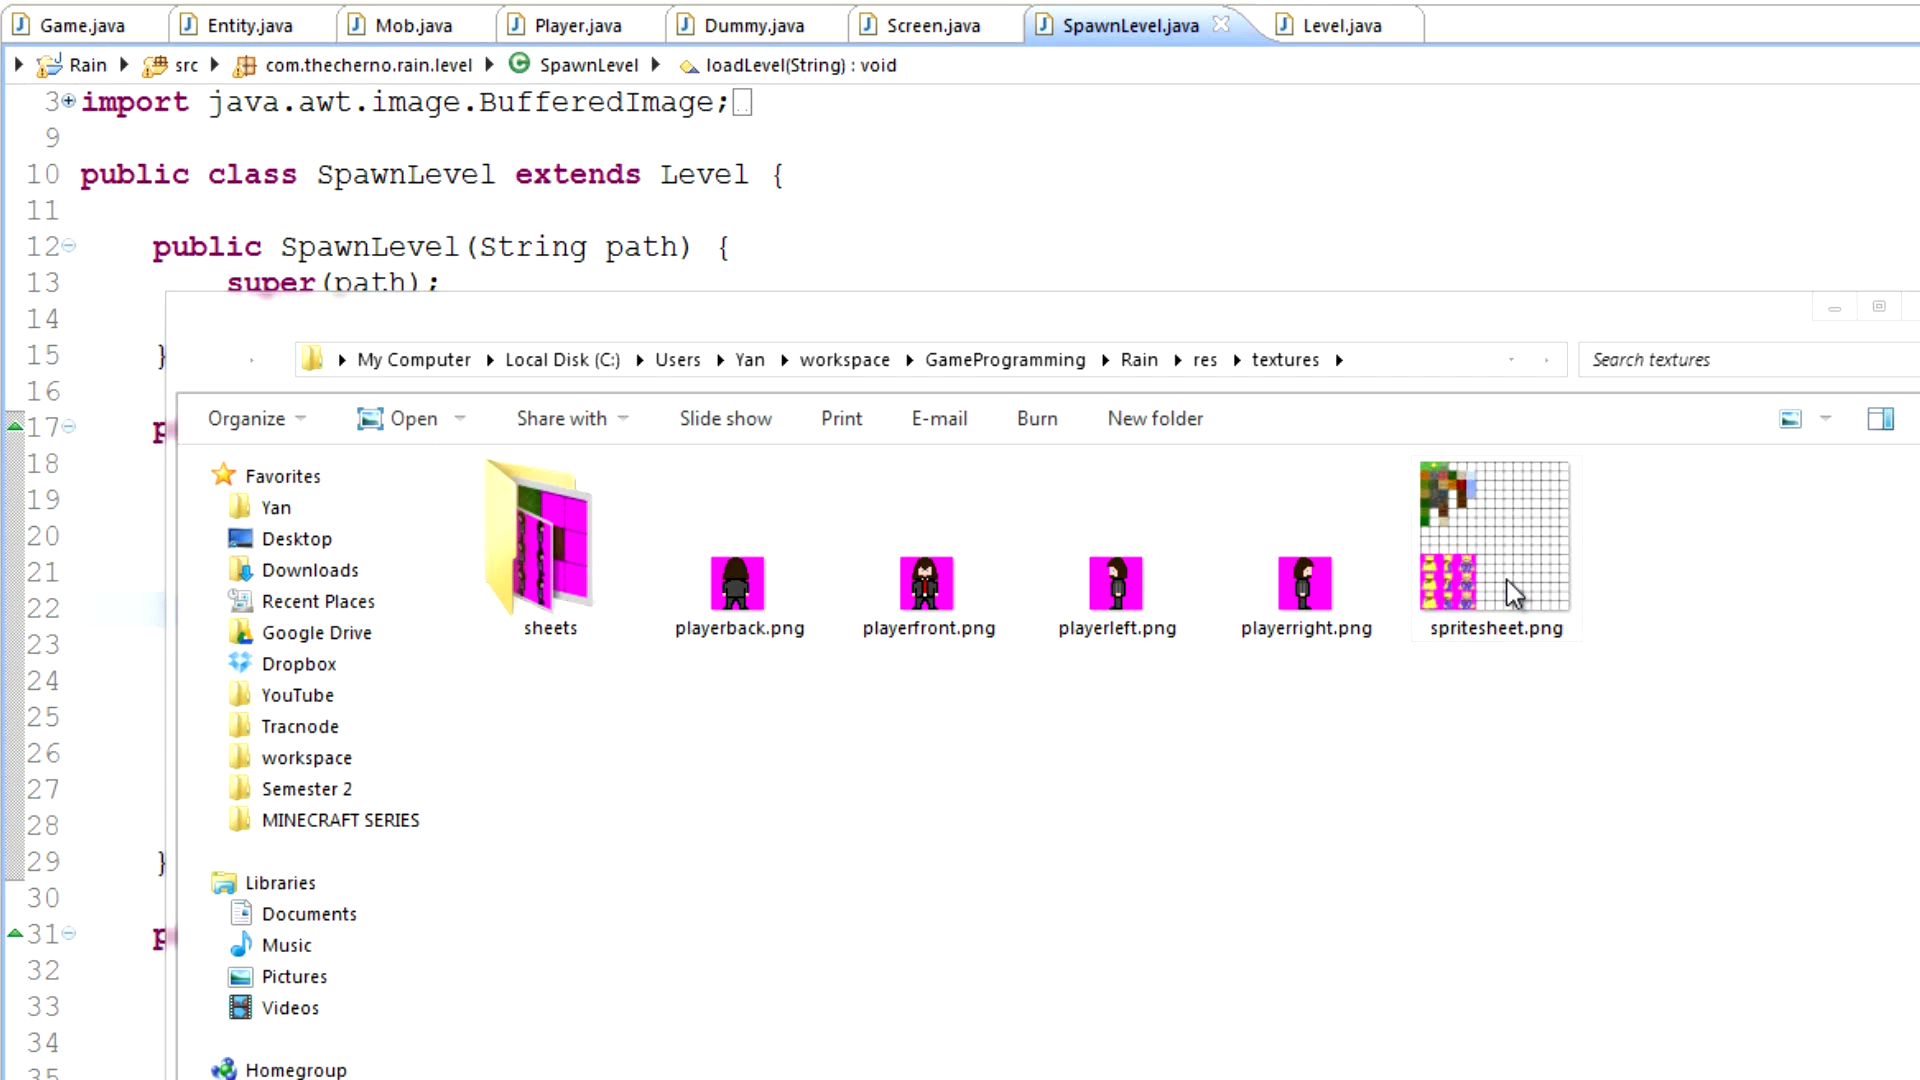 Game.java Entity.java Mob.java Player.java Dummy.java Screen.java SpawnLevel.java Level.java
Rain src com.thecherno.rain.level SpawnLevel loadLevel(String) : void
3 import java.awt.image.BufferedImage;
9
10 public class SpawnLevel extends Level {
11
12 public SpawnLevel(String path) {
13 super(path);
14
15 }
16
17 p
18
19
20
21
22
23
24
25
26
27
28
29 }
30
31 p
32
33
34
35
My Computer Local Disk (C:) Users Yan workspace GameProgramming Rain res textures Search textures
Organize Open Share with Slide show Print E-mail Burn New folder
Favorites
Yan
Desktop
Downloads
Recent Places
Google Drive
Dropbox
YouTube
Tracnode
workspace
Semester 2
MINECRAFT SERIES
Libraries
Documents
Music
Pictures
Videos
Homegroup
sheets playerback.png playerfront.png playerleft.png playerright.png spritesheet.png